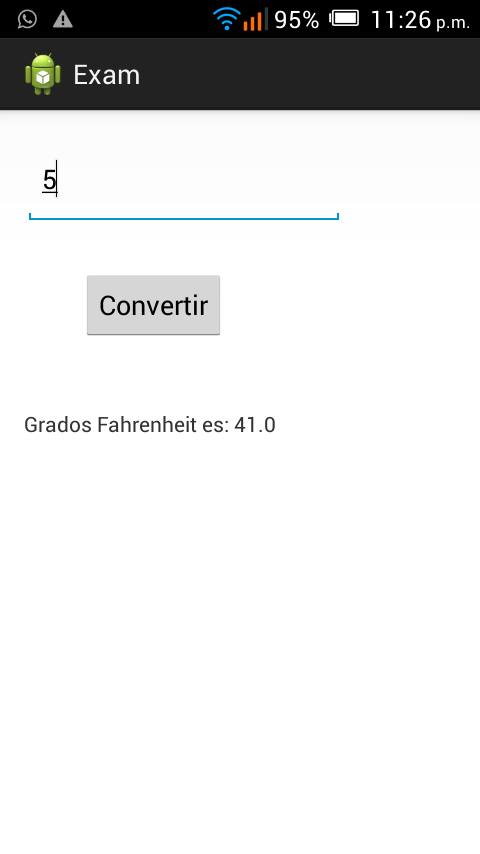 95% 11:26 p.m.
Exam
5
Convertir
Grados Fahrenheit es: 41.0